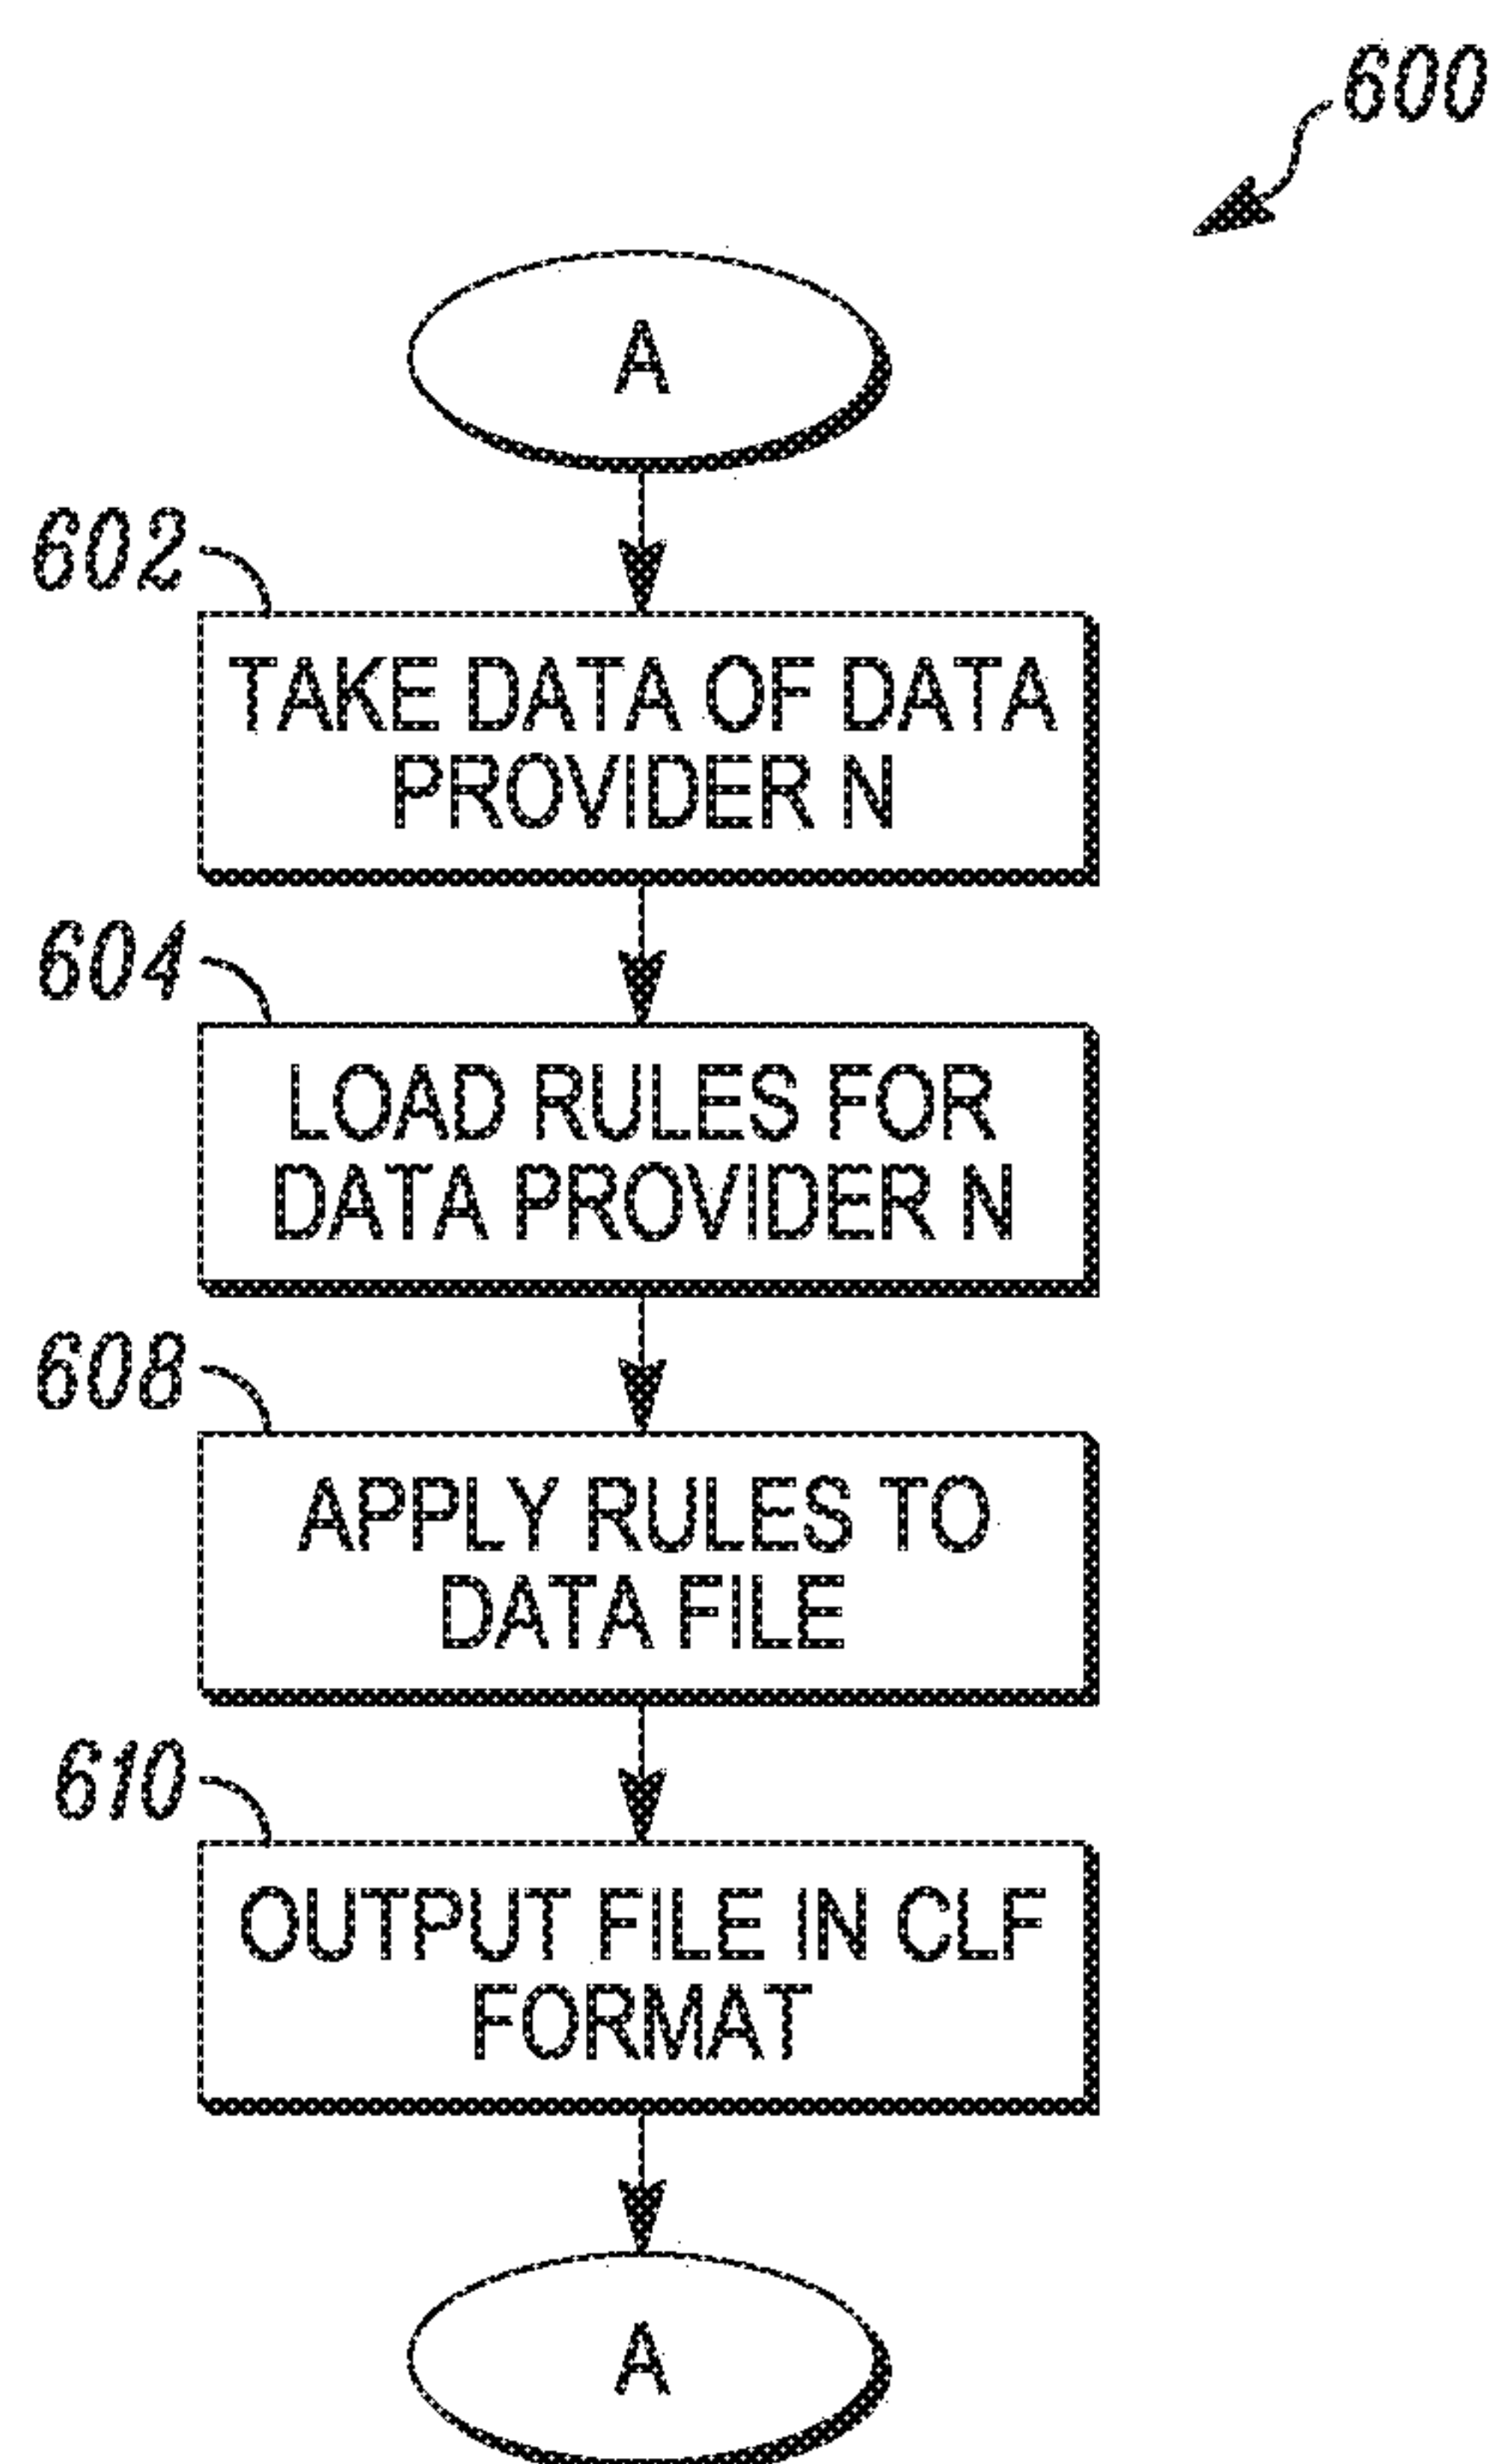 600
A
602
TAKE DATA OF DATA
PROVIDER N
604
LOAD RULES FOR
DATA PROVIDER N
608
APPLY RULES TO
DATA FILE
610
OUTPUT FILE IN CLF
FORMAT
A